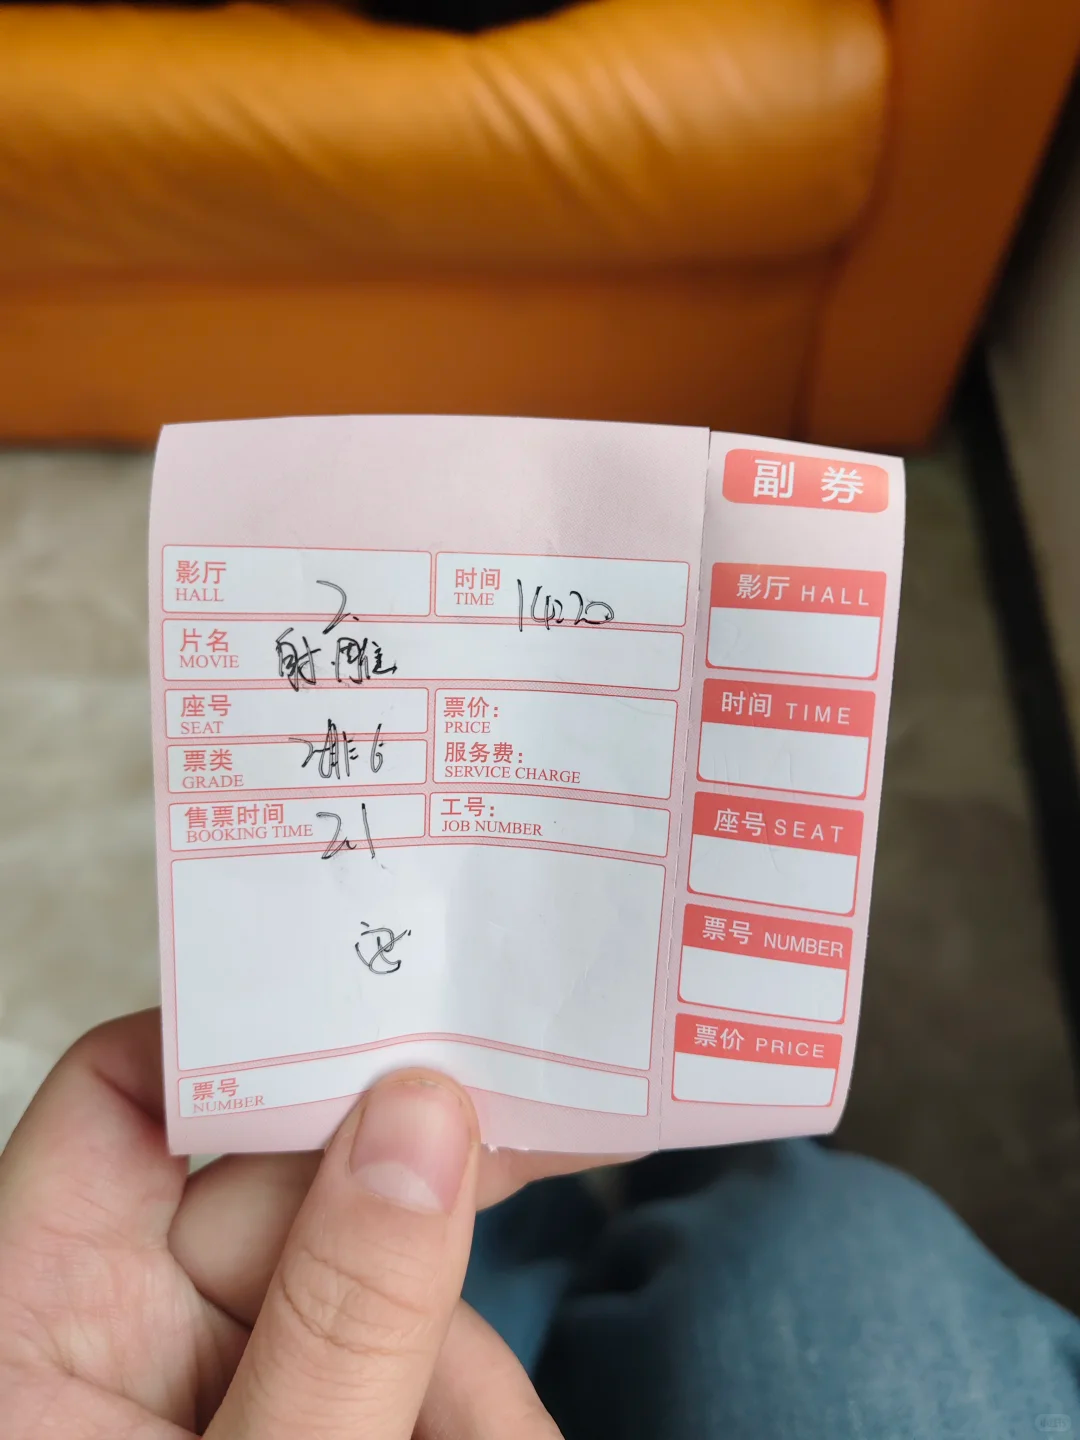 副 券
影厅
HALL
2.
时间
TIME
14:20
片名
MOVIE
射雕
座号
SEAT
2排6
票类
GRADE
票价：
PRICE
服务费：
SERVICE CHARGE
售票时间
BOOKING TIME
2.1
工号：
JOB NUMBER
票号
NUMBER
影厅 HALL
时间 TIME
座号 SEAT
票号 NUMBER
票价 PRICE